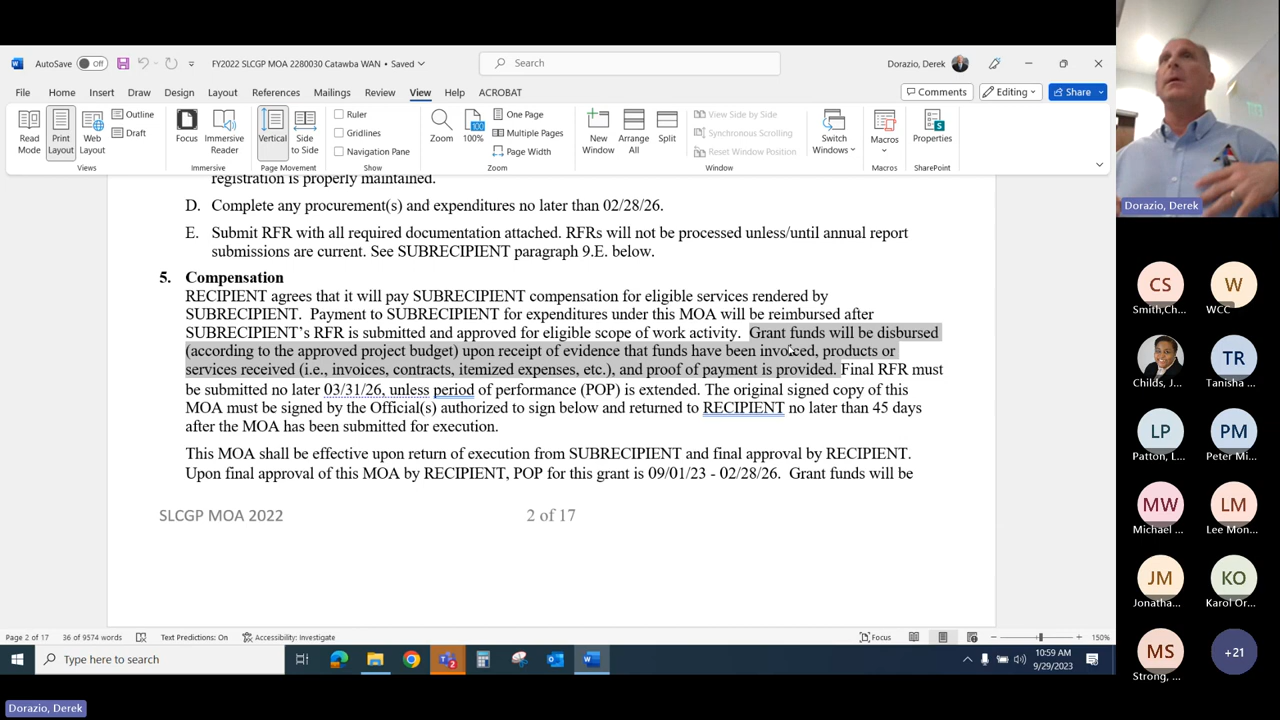 AutoSave Off FY2022 SLCGP MOA 2280030 Catawba WAN • Saved Search Dorazio, Derek
File Home Insert Draw Design Layout References Mailings Review View Help ACROBAT Comments Editing Share
Read Mode Print Layout Web Layout Outline Draft Focus Immersive Reader Vertical Side to Side Ruler Gridlines Navigation Pane Zoom 100% One Page Multiple Pages Page Width New Window Arrange All Split View Side by Side Synchronous Scrolling Reset Window Position Switch Windows Macros Properties
Views Immersive Page Movement Show Zoom Window Macros SharePoint
registration is properly maintained.
D. Complete any procurement(s) and expenditures no later than 02/28/26.
E. Submit RFR with all required documentation attached. RFRs will not be processed unless/until annual report
submissions are current. See SUBRECIPIENT paragraph 9.E. below.
5. Compensation
RECIPIENT agrees that it will pay SUBRECIPIENT compensation for eligible services rendered by
SUBRECIPIENT. Payment to SUBRECIPIENT for expenditures under this MOA will be reimbursed after
SUBRECIPIENT's RFR is submitted and approved for eligible scope of work activity. Grant funds will be disbursed
(according to the approved project budget) upon receipt of evidence that funds have been invoiced, products or
services received (i.e., invoices, contracts, itemized expenses, etc.), and proof of payment is provided. Final RFR must
be submitted no later 03/31/26, unless period of performance (POP) is extended. The original signed copy of this
MOA must be signed by the Official(s) authorized to sign below and returned to RECIPIENT no later than 45 days
after the MOA has been submitted for execution.
This MOA shall be effective upon return of execution from SUBRECIPIENT and final approval by RECIPIENT.
Upon final approval of this MOA by RECIPIENT, POP for this grant is 09/01/23 - 02/28/26. Grant funds will be
SLCGP MOA 2022 2 of 17
Page 2 of 17 36 of 9574 words Text Predictions: On Accessibility: Investigate Focus 150%
Type here to search 10:59 AM
9/29/2023
Dorazio, Derek
Dorazio, Derek
CS W
Smith,Ch... WCC
TR
Childs, J... Tanisha ...
LP PM
Patton, L... Peter Mi...
MW LM
Michael ... Lee Mon...
JM KO
Jonatha... Karol Or...
MS +21
Strong, ...